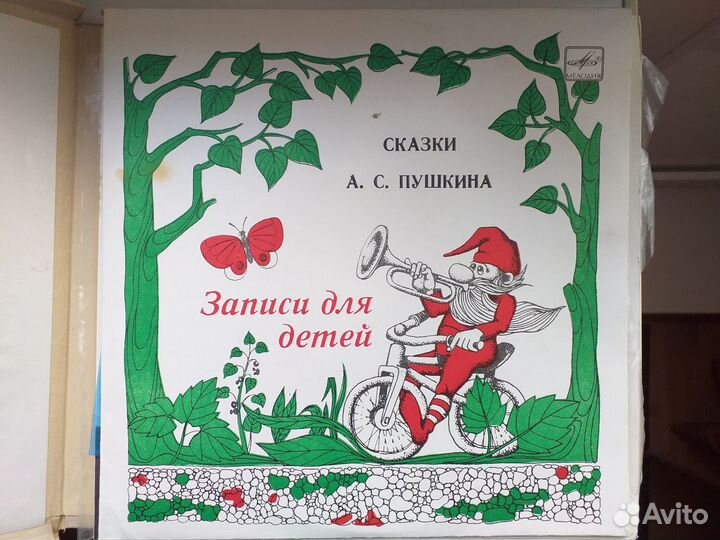 МЕЛОДИЯ
СКАЗКИ
А. С. ПУШКИНА
Записи для
детей
Avito